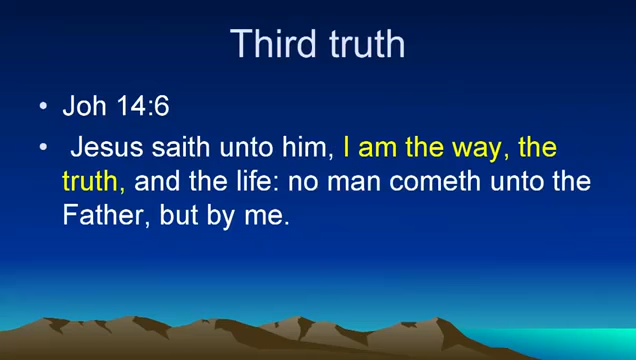 Third truth
• Joh 14:6
• Jesus saith unto him, I am the way, the
truth, and the life: no man cometh unto the
Father, but by me.